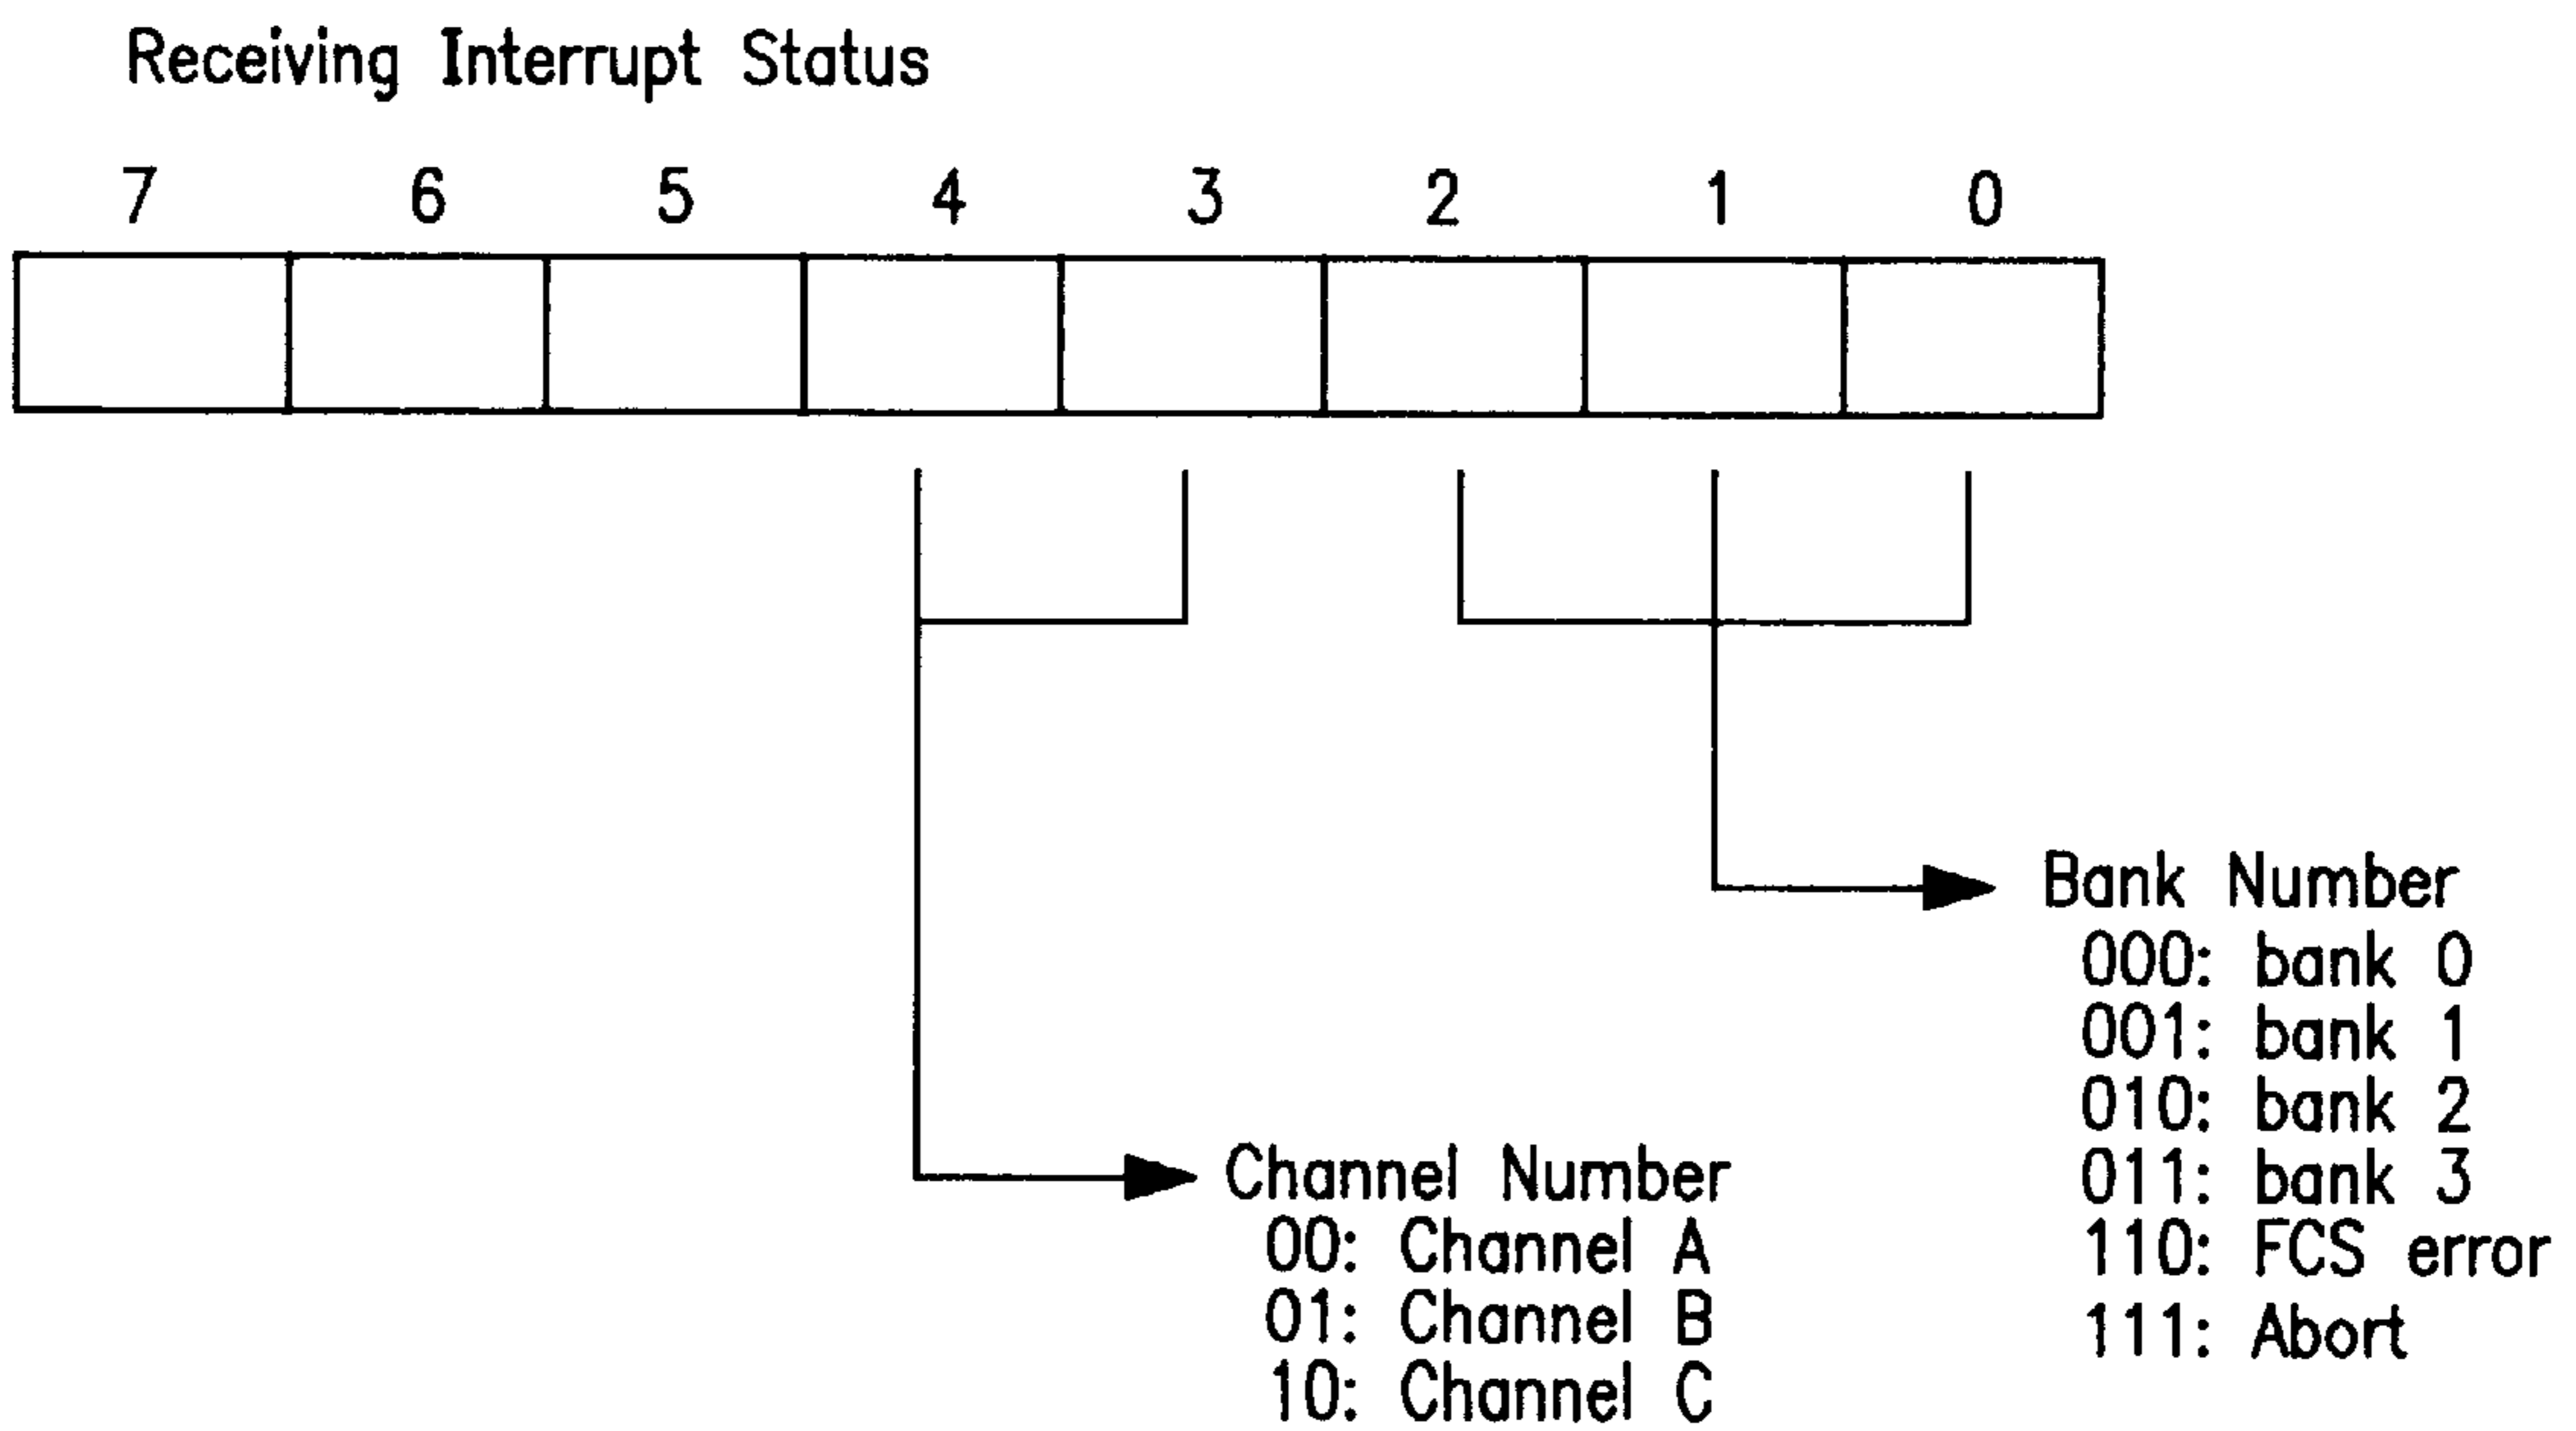 Receiving Interrupt Status
7 6 5 4 3 2 1 0
Bank Number
000: bank 0
001: bank 1
010: bank 2
011: bank 3
110: FCS error
111: Abort
Channel Number
00: Channel A
01: Channel B
10: Channel C